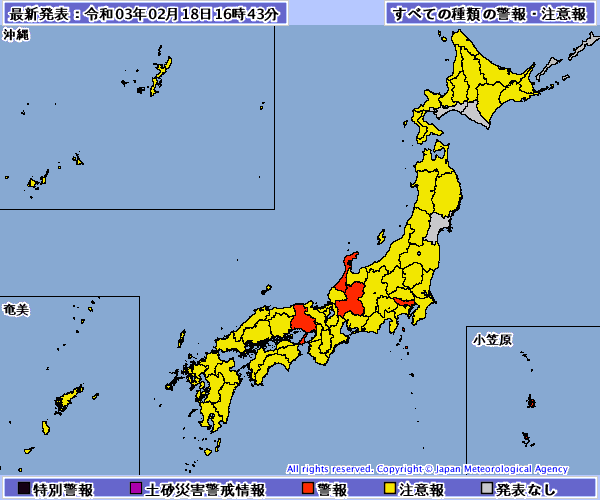 最新発表：令和03年02月18日16時43分
すべての種類の警報・注意報
沖縄
奄美
小笠原
All rights reserved. Copyright © Japan Meteorological Agency
特別警報 土砂災害警戒情報 警報 注意報 発表なし